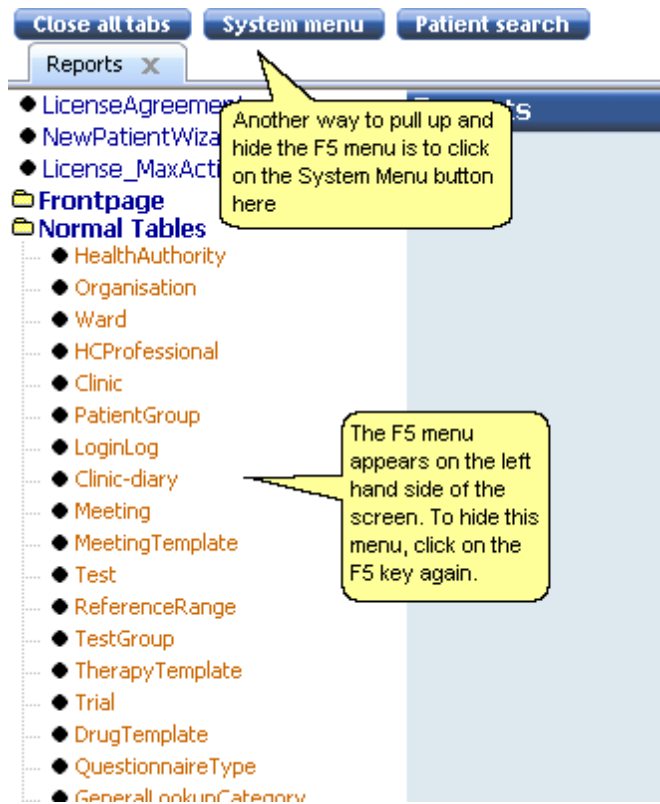 Close all tabs System menu Patient search
Reports X
LicenseAgreement
Another way to pull up and
hide the F5 menu is to click
on the System Menu button
here
Frontpage
Normal Tables
HealthAuthority
Organisation
Ward
HCProfessional
Clinic
PatientGroup
LoginLog
Clinic-diary
Meeting
MeetingTemplate
Test
ReferenceRange
TestGroup
TherapyTemplate
Trial
DrugTemplate
QuestionnaireType
GeneralLookupCategory
The F5 menu
appears on the left
hand side of the
screen. To hide this
menu, click on the
F5 key again.